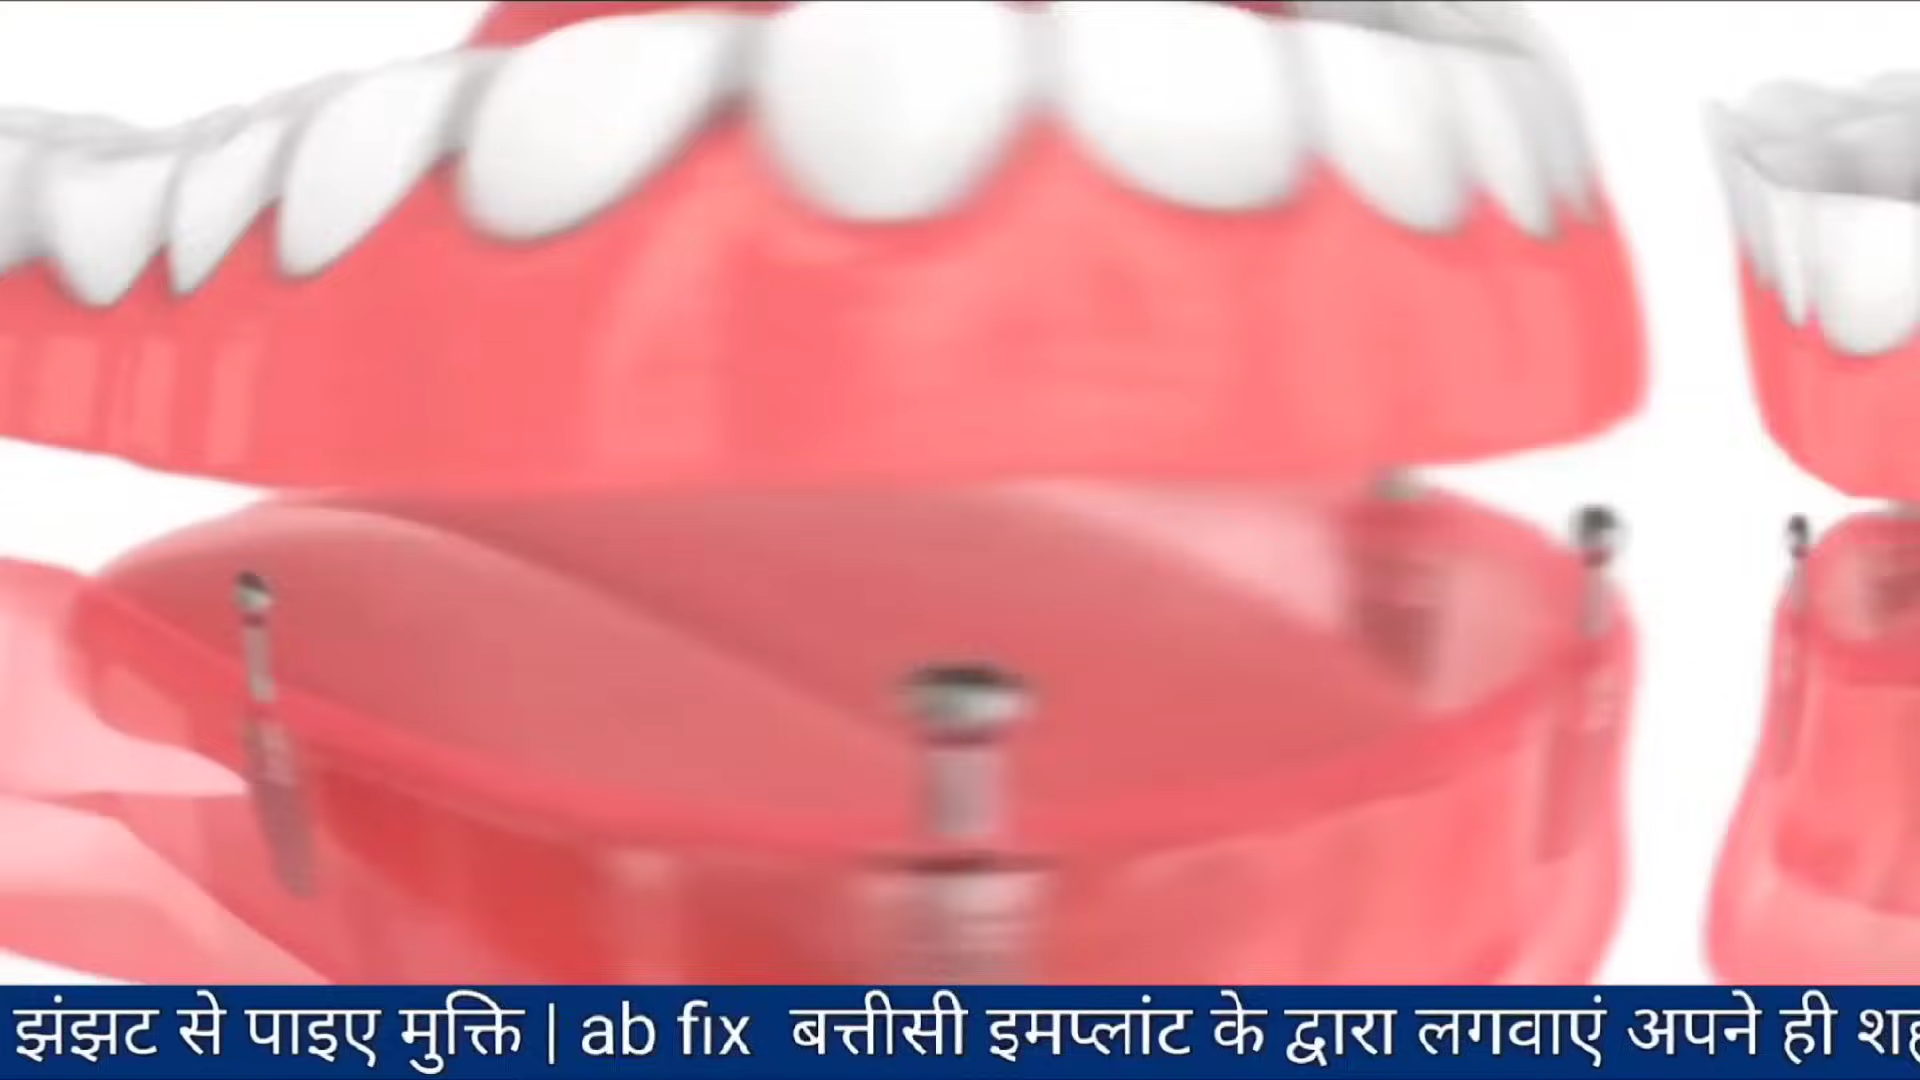 झंझट से पाइए मुक्ति | ab fix बत्तीसी इमप्लांट के द्वारा लगवाएं अपने ही